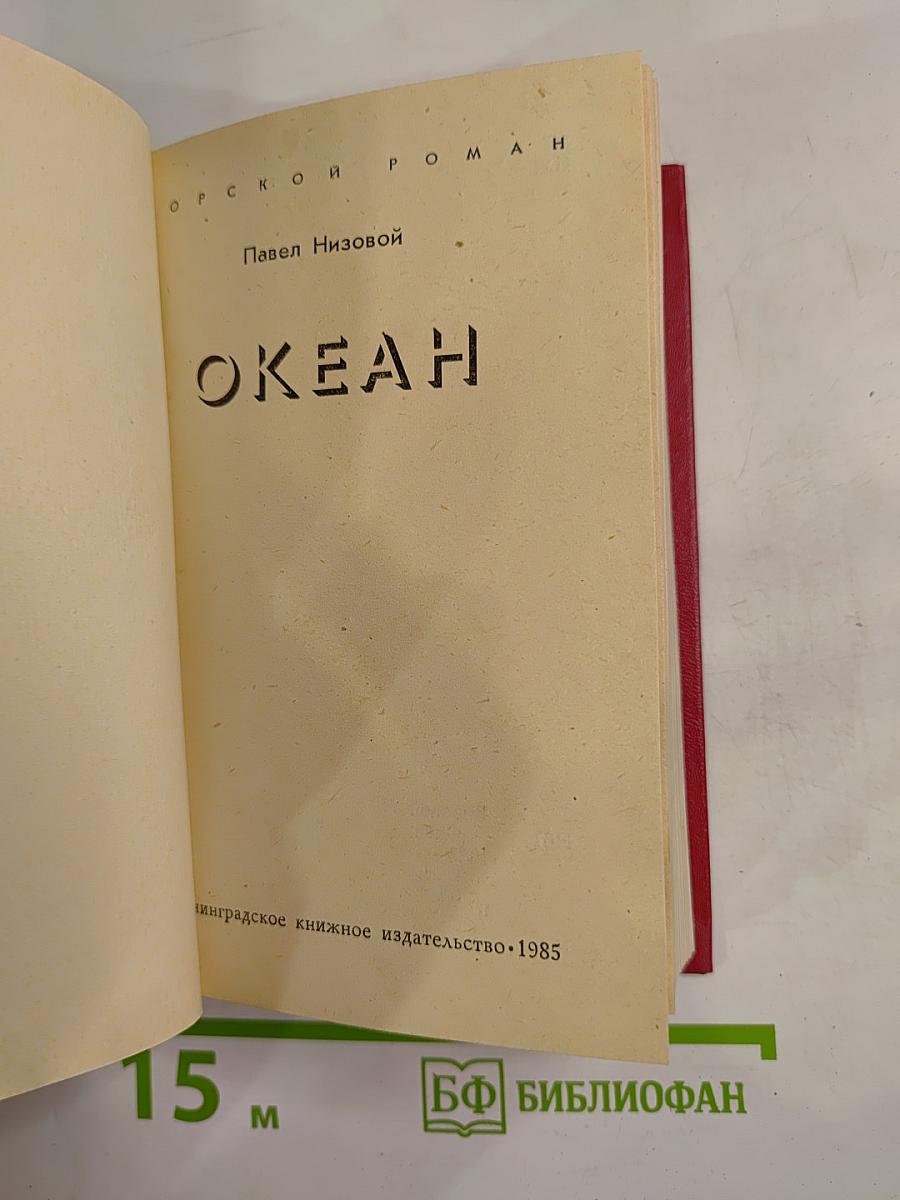 ОРСКОЙ РОМАН
Павел Низовой
ОКЕАН
нинградское книжное издательство • 1985
15 м
БФ БИБЛИОФАН